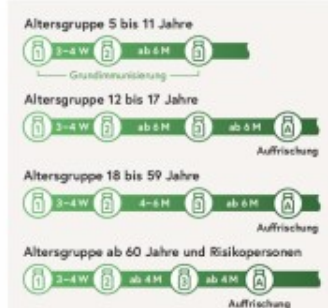 Altersgruppe 5 bis 11 Jahre
1 3–4 W 2 ab 6 M 3
Grundimmunisierung
Altersgruppe 12 bis 17 Jahre
1 3–4 W 2 ab 6 M 3 ab 6 M A
Auffrischung
Altersgruppe 18 bis 59 Jahre
1 3–4 W 2 4–6 M 3 ab 6 M A
Auffrischung
Altersgruppe ab 60 Jahre und Risikopersonen
1 3–4 W 2 ab 4 M 3 ab 4 M A
Auffrischung